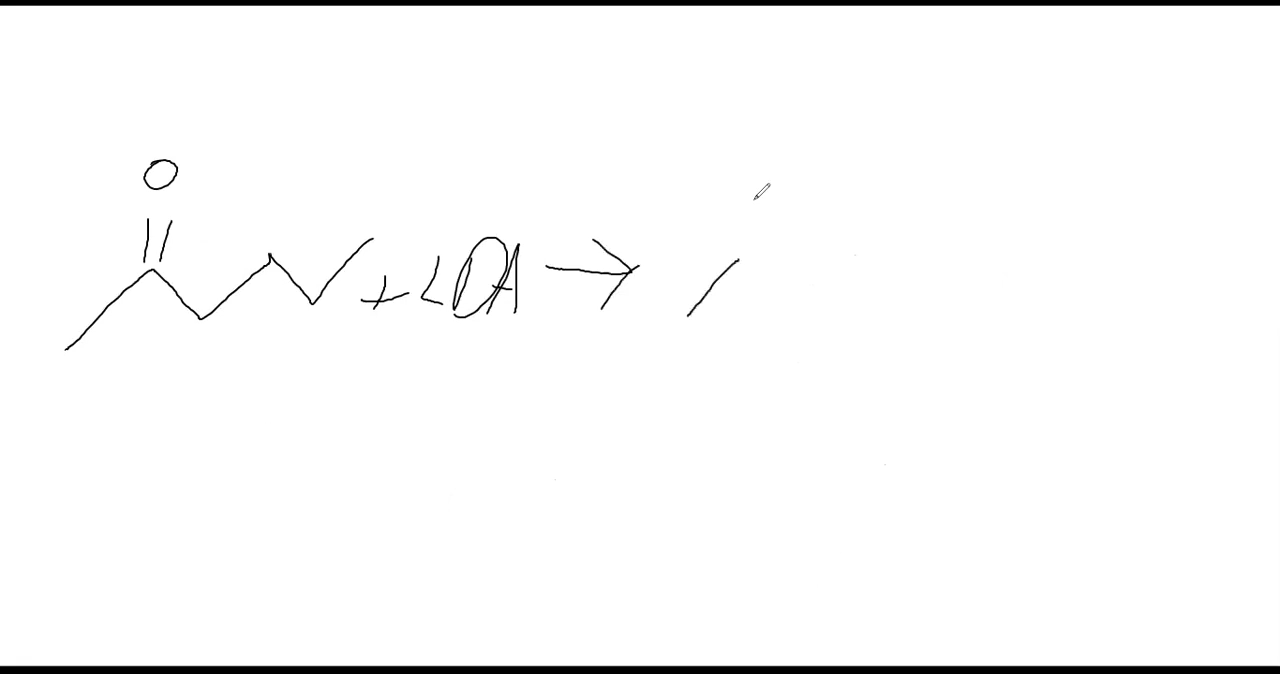 O
+ LDA →